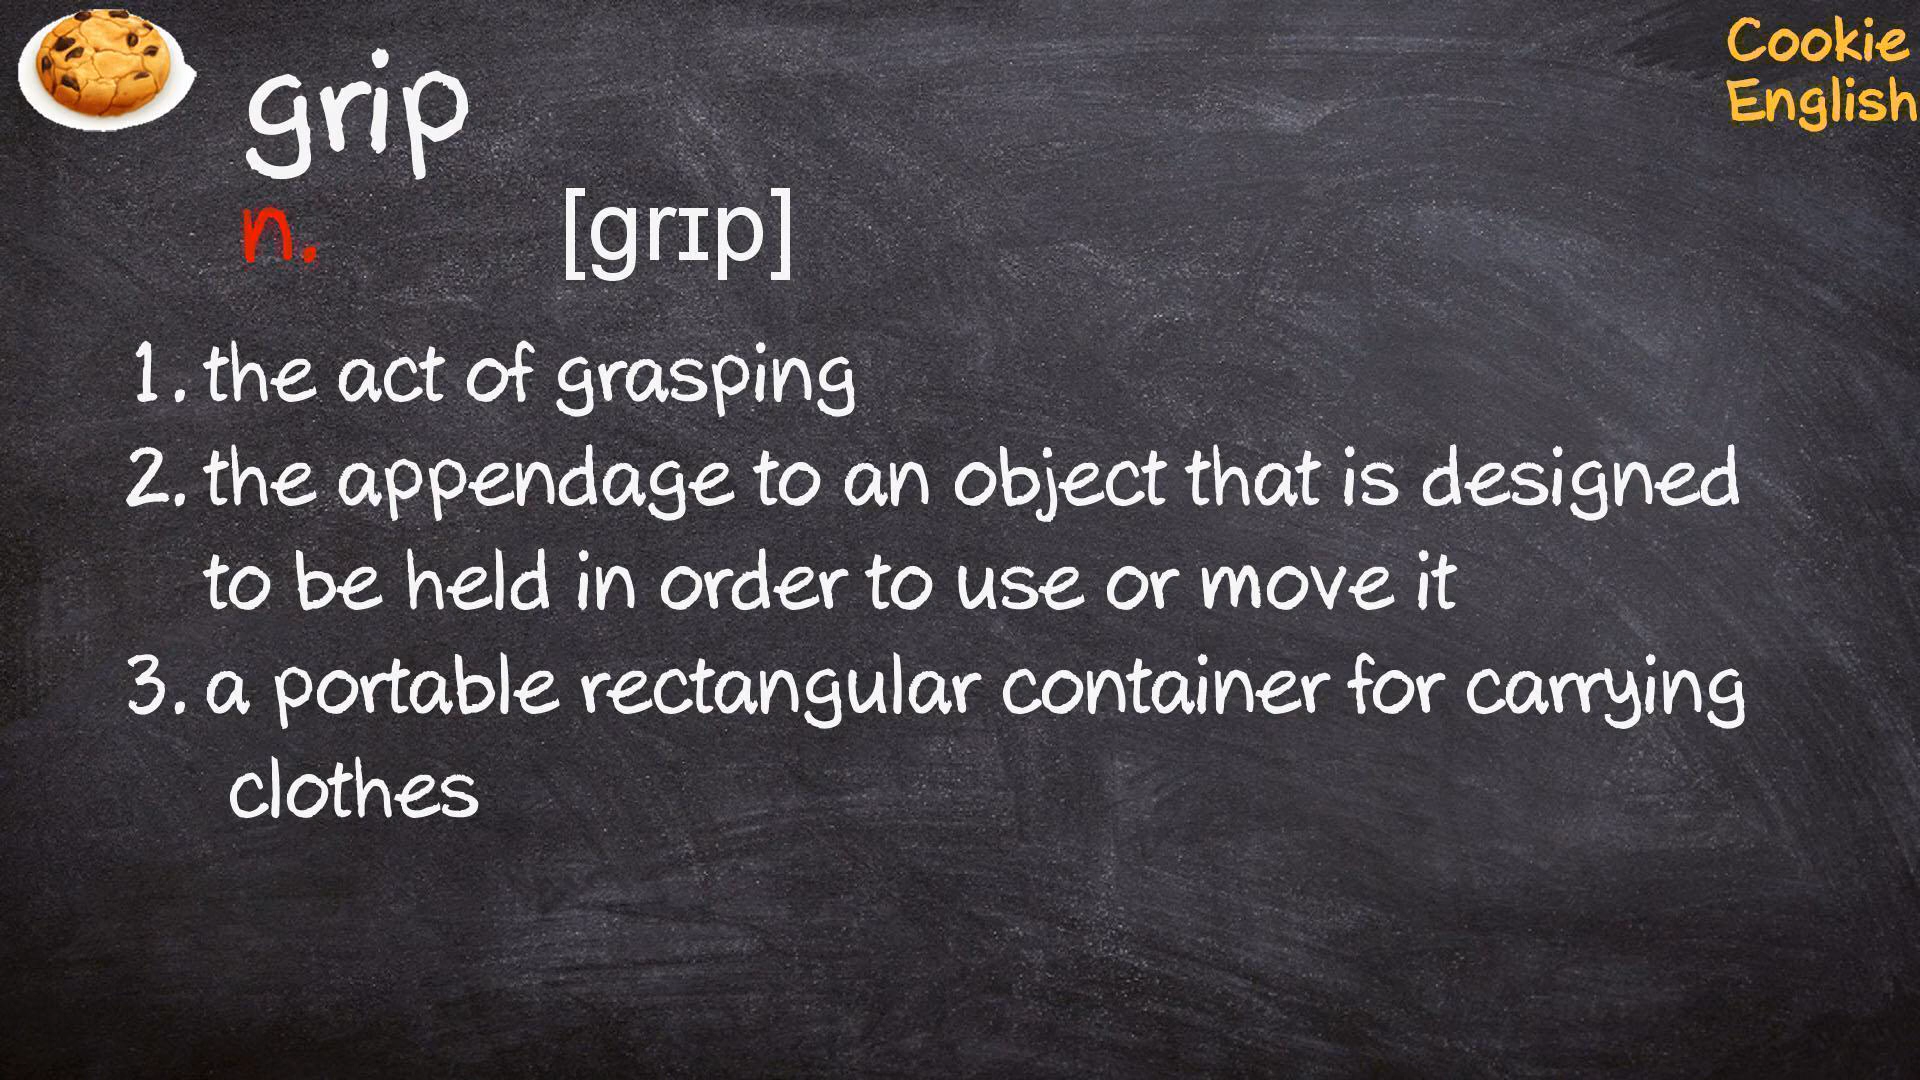 grip
Cookie
English
n. [grɪp]
1. the act of grasping
2. the appendage to an object that is designed
to be held in order to use or move it
3. a portable rectangular container for carrying
clothes